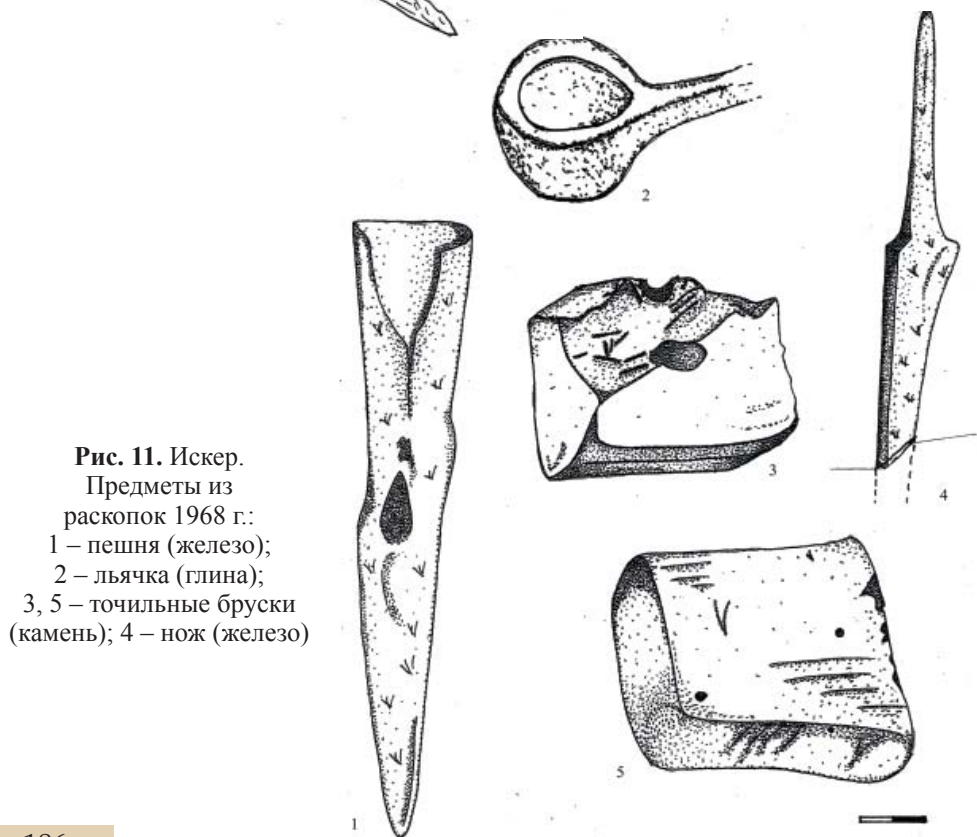 2
3
4
Рис. 11. Искер.
Предметы из
раскопок 1968 г.:
1 – пешня (железо);
2 – льячка (глина);
3, 5 – точильные бруски
(камень); 4 – нож (железо)
5
1